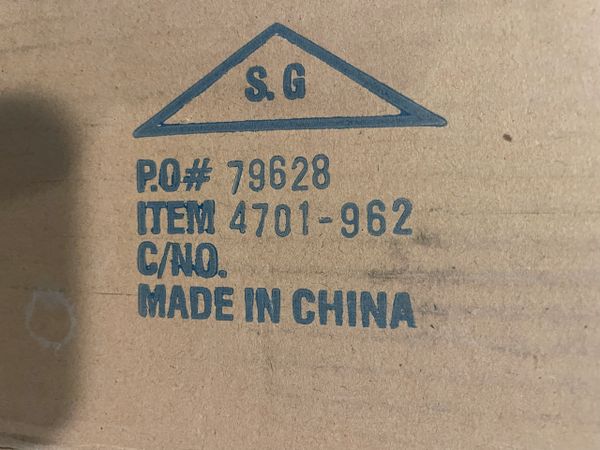 S.G
P.O# 79628
ITEM 4701-962
C/NO.
MADE IN CHINA